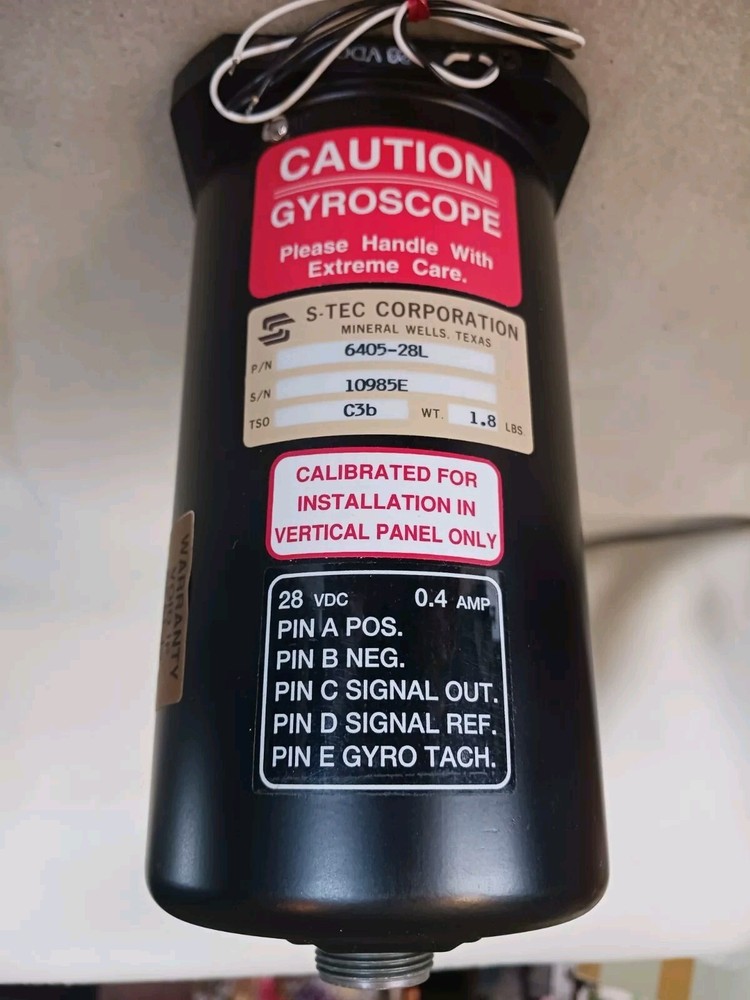 28 VDC
CAUTION
GYROSCOPE
Please Handle With
Extreme Care.
S-TEC CORPORATION
MINERAL WELLS, TEXAS
P/N 6405-28L
S/N 10985E
TSO C3b WT. 1.8 LBS.
CALIBRATED FOR
INSTALLATION IN
VERTICAL PANEL ONLY
28 VDC 0.4 AMP
PIN A POS.
PIN B NEG.
PIN C SIGNAL OUT.
PIN D SIGNAL REF.
PIN E GYRO TACH.
WARRANTY